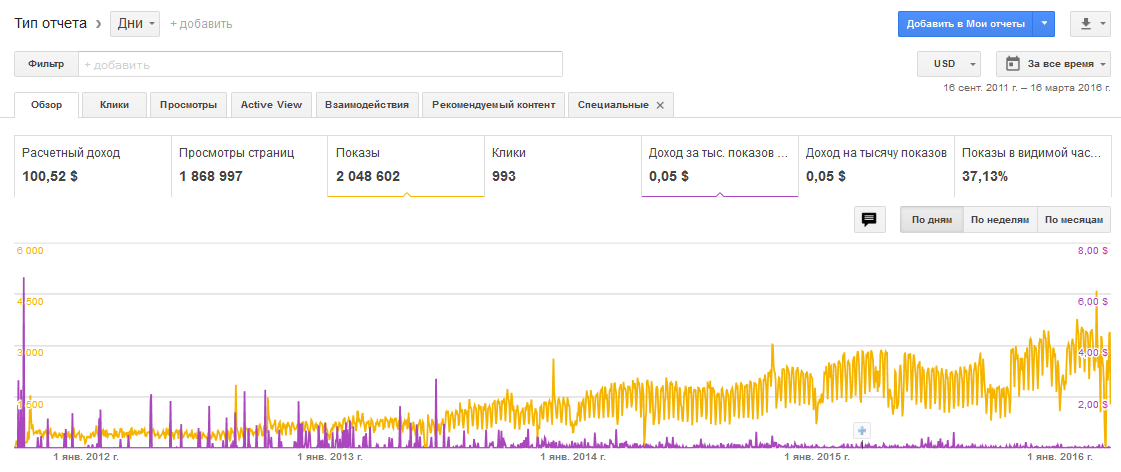 Тип отчета › Дни + добавить Добавить в Мои отчеты
Фильтр + добавить USD За все время
16 сент. 2011 г. – 16 марта 2016 г.
Обзор Клики Просмотры Active View Взаимодействия Рекомендуемый контент Специальные ×
Расчетный доход Просмотры страниц Показы Клики Доход за тыс. показов ... Доход на тысячу показов Показы в видимой час...
100,52 $ 1 868 997 2 048 602 993 0,05 $ 0,05 $ 37,13%
По дням По неделям По месяцам
6 000 8,00 $
4 500 6,00 $
3 000 4,00 $
1 500 2,00 $
1 янв. 2012 г. 1 янв. 2013 г. 1 янв. 2014 г. 1 янв. 2015 г. 1 янв. 2016 г.